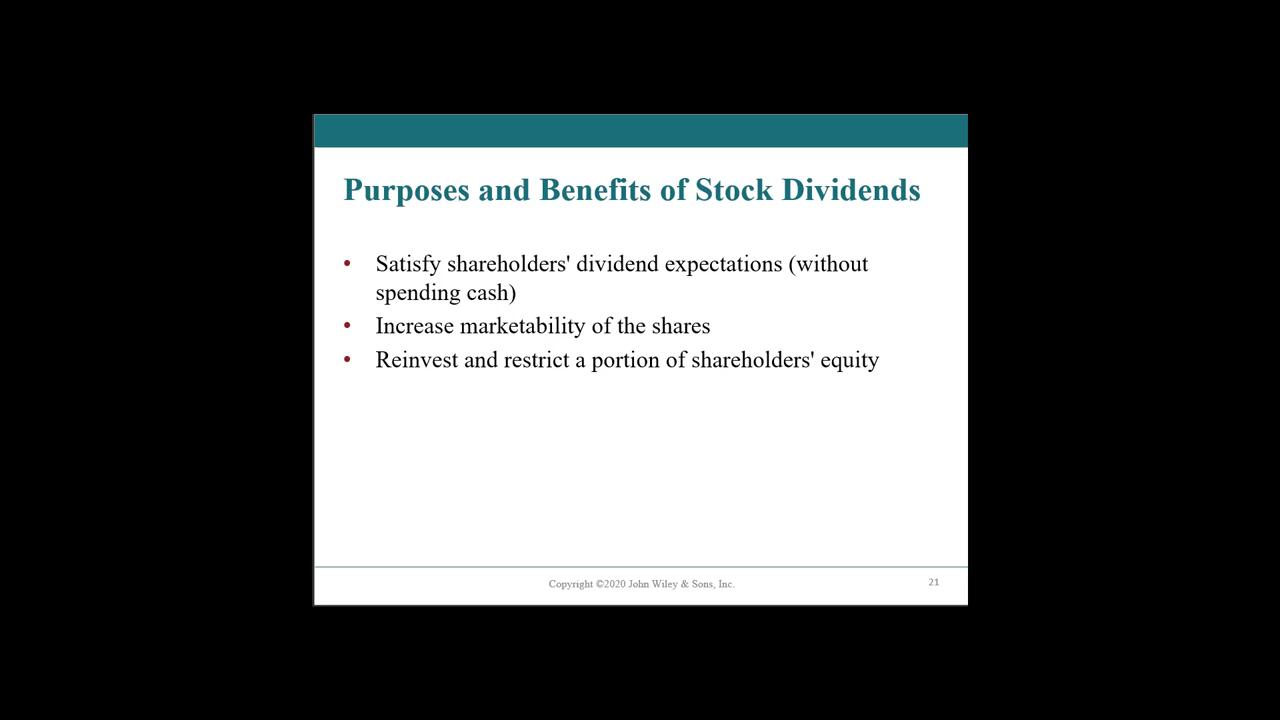 Purposes and Benefits of Stock Dividends
• Satisfy shareholders' dividend expectations (without
spending cash)
• Increase marketability of the shares
• Reinvest and restrict a portion of shareholders' equity
Copyright ©2020 John Wiley & Sons, Inc.
21